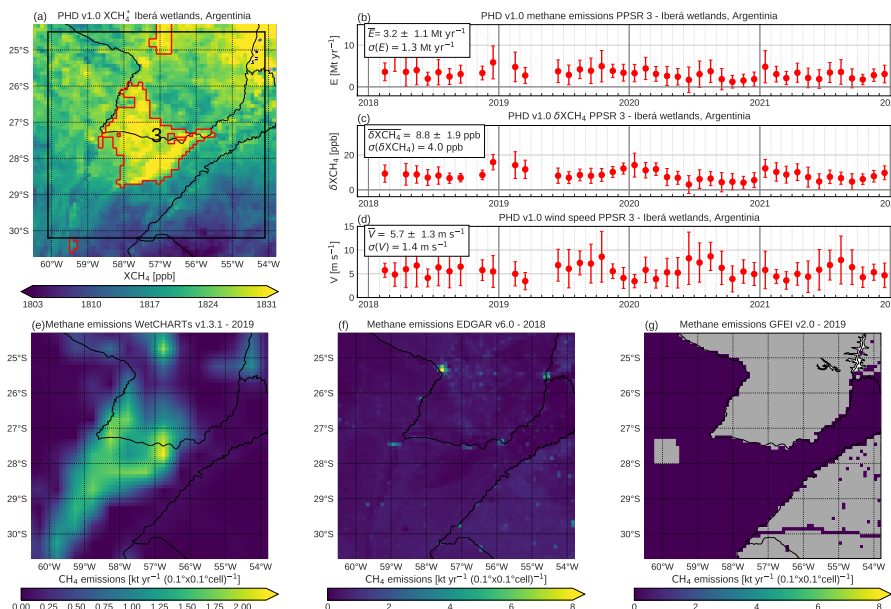 (a) PHD v1.0 XCH₄* Iberá wetlands, Argentina
25°S
26°S
27°S
28°S
29°S
30°S
3
60°W 59°W 58°W 57°W 56°W 55°W 54°W
XCH₄ [ppb]
1803 1810 1817 1824 1831
(b) PHD v1.0 methane emissions PPSR 3 - Iberá wetlands, Argentinia
E̅= 3.2 ± 1.1 Mt yr⁻¹
σ(E) = 1.3 Mt yr⁻¹
E [Mt yr⁻¹]
10
0
2018 2019 2020 2021 20
(c) PHD v1.0 δXCH₄ PPSR 3 - Iberá wetlands, Argentinia
δXCH₄ = 8.8 ± 1.9 ppb
σ(δXCH₄) = 4.0 ppb
δXCH₄ [ppb]
20
0
2018 2019 2020 2021 20
(d) PHD v1.0 wind speed PPSR 3 - Iberá wetlands, Argentinia
V̅ = 5.7 ± 1.3 m s⁻¹
σ(V) = 1.4 m s⁻¹
V [m s⁻¹]
15
10
5
0
2018 2019 2020 2021 20
(e) Methane emissions WetCHARTs v1.3.1 - 2019
25°S
26°S
27°S
28°S
29°S
30°S
60°W 59°W 58°W 57°W 56°W 55°W 54°W
CH₄ emissions [kt yr⁻¹ (0.1°x0.1°cell)⁻¹]
0.00 0.25 0.50 0.75 1.00 1.25 1.50 1.75 2.00
(f) Methane emissions EDGAR v6.0 - 2018
25°S
26°S
27°S
28°S
29°S
30°S
60°W 59°W 58°W 57°W 56°W 55°W 54°W
CH₄ emissions [kt yr⁻¹ (0.1°x0.1°cell)⁻¹]
0 2 4 6 8
(g) Methane emissions GFEI v2.0 - 2019
25°S
26°S
27°S
28°S
29°S
30°S
60°W 59°W 58°W 57°W 56°W 55°W 54°W
CH₄ emissions [kt yr⁻¹ (0.1°x0.1°cell)⁻¹]
0 2 4 6 8